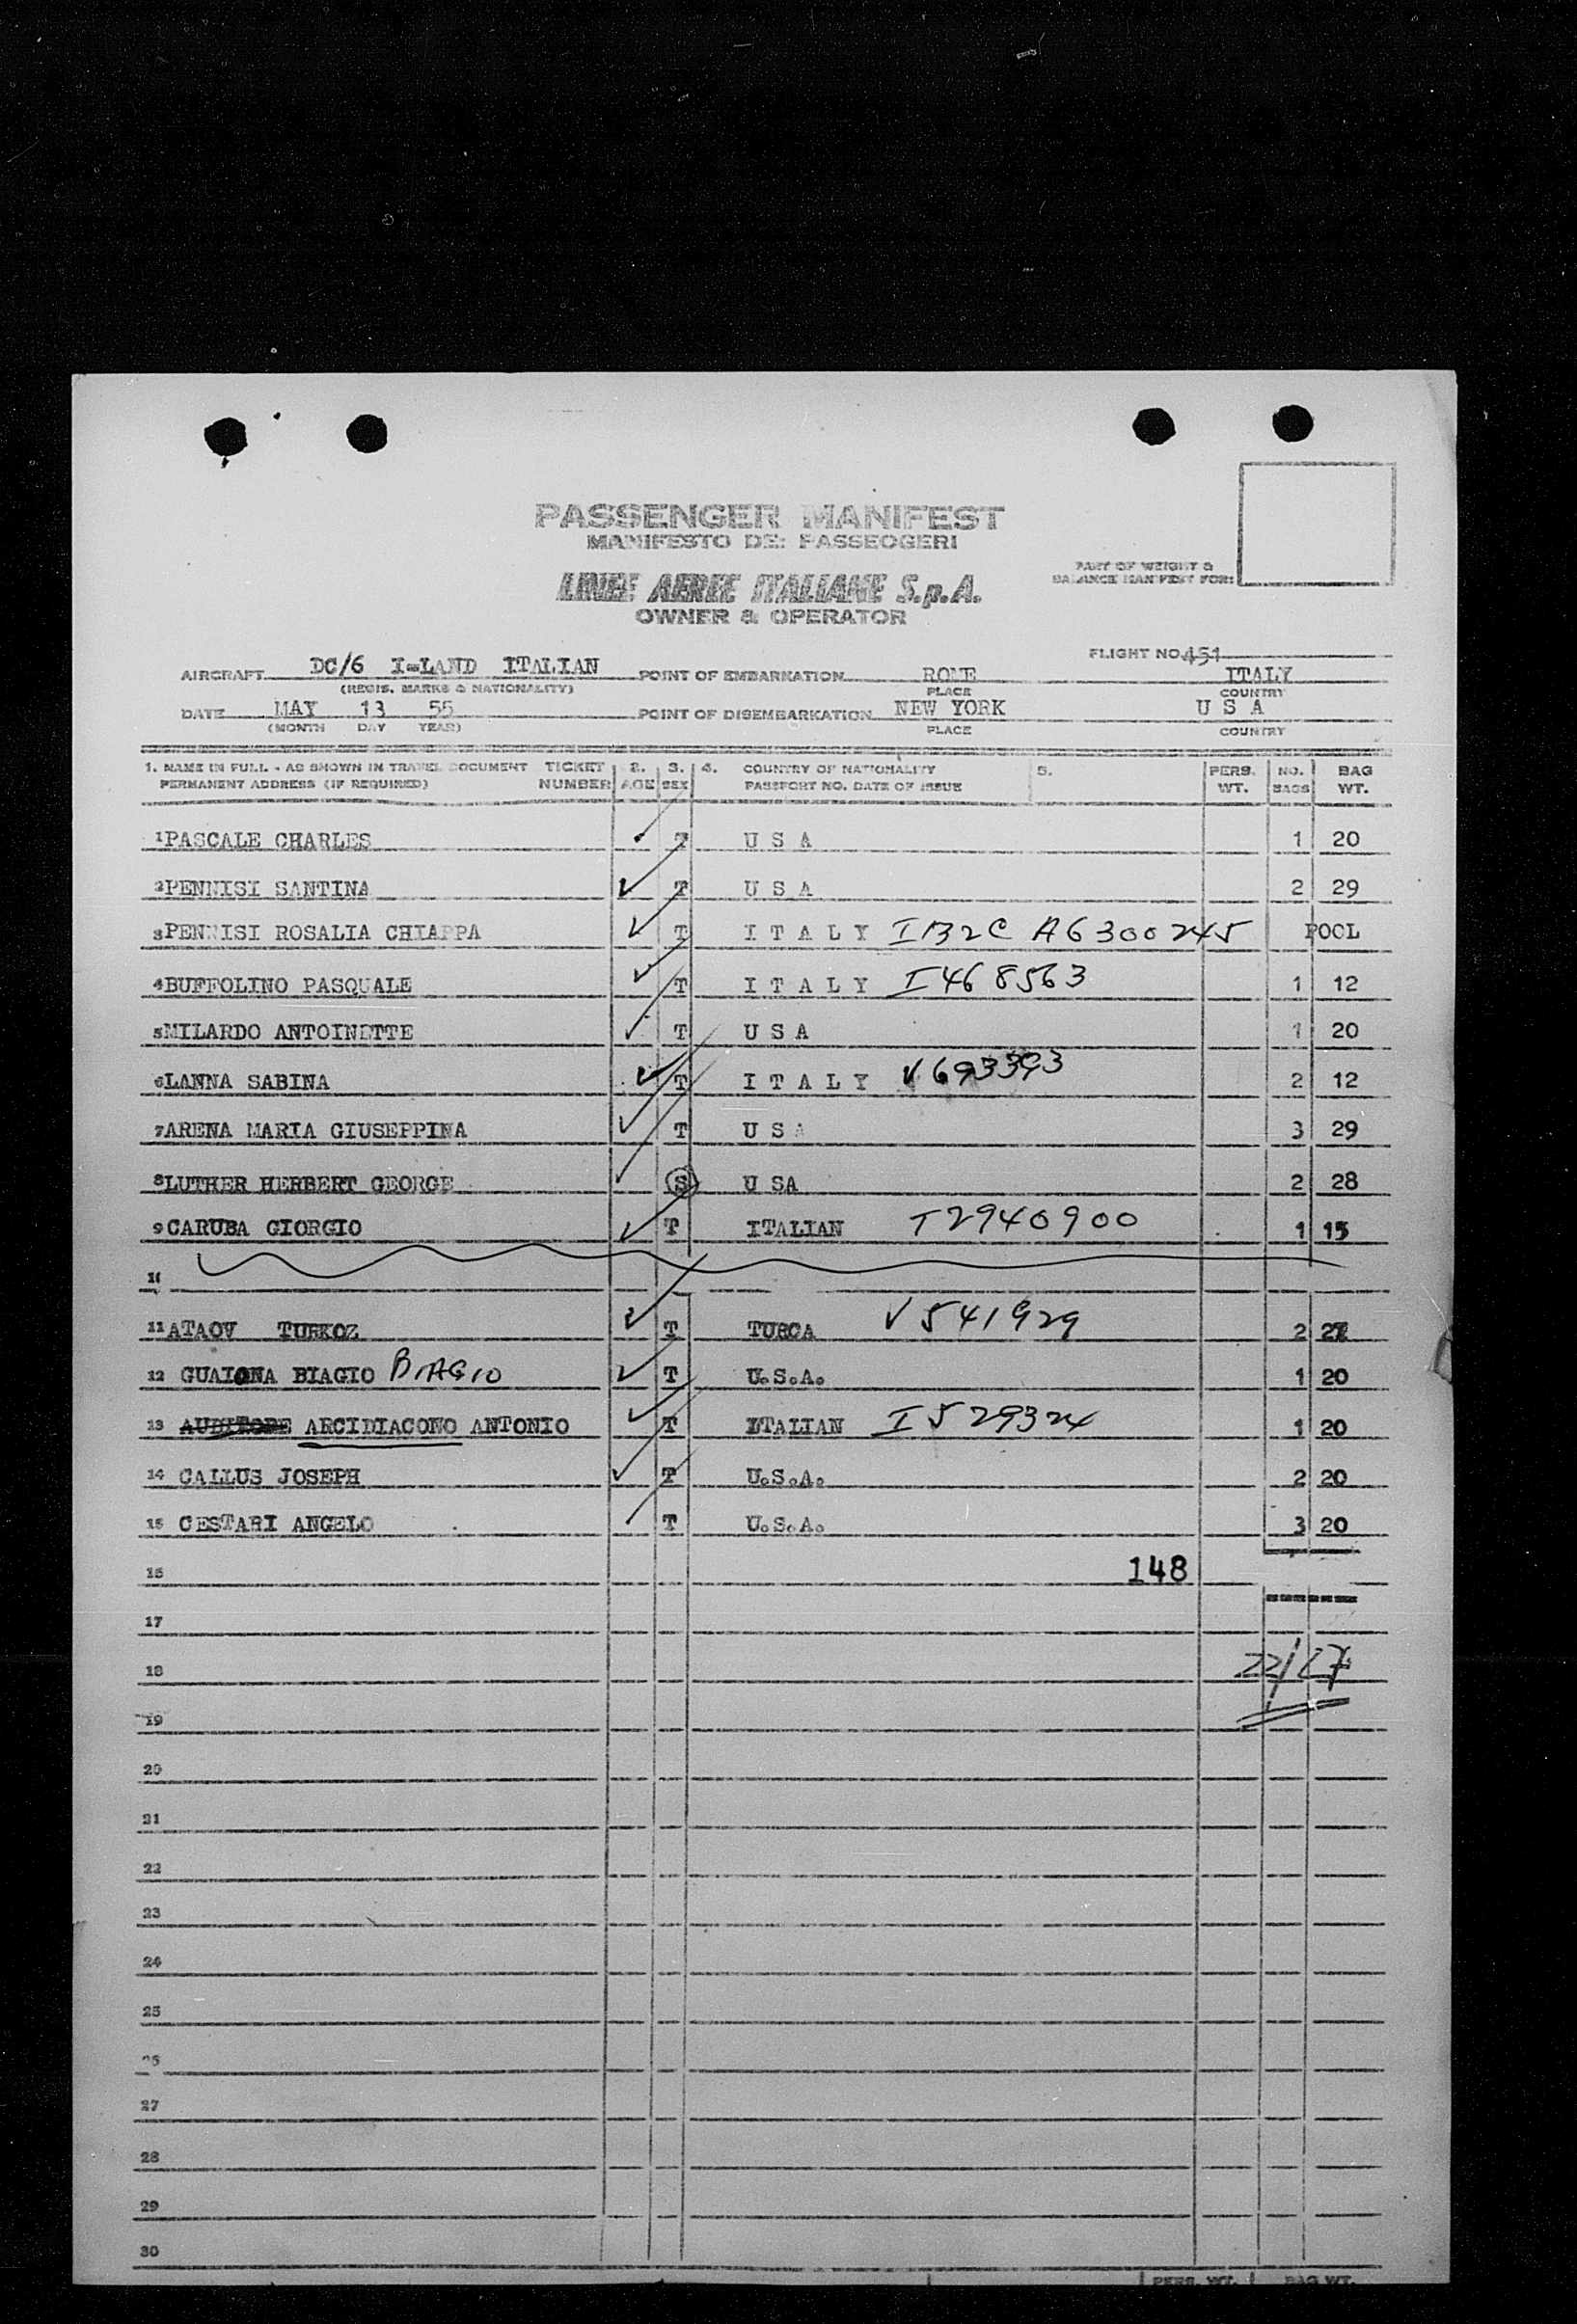 PASSENGER MANIFEST
MANIFESTO DEI PASSEGGERI
LINEE AEREE ITALIANE S.p.A.
OWNER & OPERATOR
PART OF WEIGHT &
BALANCE MANIFEST FOR:
FLIGHT NO. 451
AIRCRAFT DC/6 I-LAND ITALIAN POINT OF EMBARKATION ROME ITALY
(REGIS. MARKS & NATIONALITY) PLACE COUNTRY
DATE MAY 13 55 POINT OF DISEMBARKATION NEW YORK U S A
(MONTH DAY YEAR) PLACE COUNTRY
1. NAME IN FULL - AS SHOWN IN TRAVEL DOCUMENT TICKET 2. 3. 4. COUNTRY OF NATIONALITY 5. PERS. NO. BAG
PERMANENT ADDRESS (IF REQUIRED) NUMBER AGE SEX PASSPORT NO. DATE OF ISSUE WT. BAGS WT.
1 PASCALE CHARLES T U S A 1 20
2 PENNISI SANTINA T U S A 2 29
3 PENNISI ROSALIA CHIAPPA T I T A L Y I132C A6300245 POOL
4 BUFFOLINO PASQUALE T I T A L Y I468563 1 12
5 MILARDO ANTOINETTE T U S A 1 20
6 LANNA SABINA T I T A L Y V693393 2 12
7 ARENA MARIA GIUSEPPINA T U S A 3 29
8 LUTHER HERBERT GEORGE S U SA 2 28
9 CARUBA GIORGIO T ITALIAN T2940900 1 15
10
11 ATAOV TURKOZ T TURCA V541929 2 27
12 GUAIONA BIAGIO BIAGIO T U.S.A. 1 20
13 AUDITORE ARCIDIACONO ANTONIO T ITALIAN I529324 1 20
14 CALLUS JOSEPH T U.S.A. 2 20
15 CESTARI ANGELO T U.S.A. 3 20
16 148
17
18 22/
19
20
21
22
23
24
25
26
27
28
29
30
PERS. WT. BAG WT.